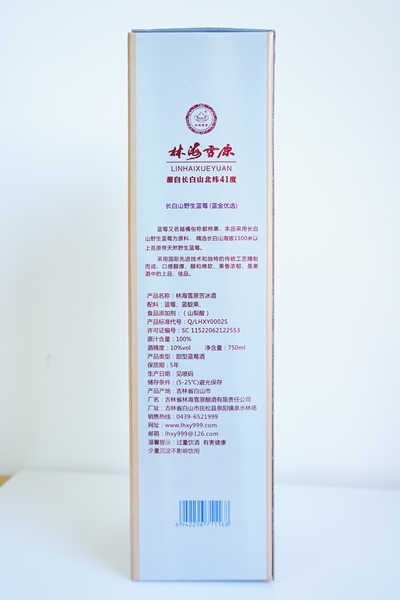 林海雪原
LINHAIXUEYUAN
源自长白山北纬41度
长白山野生蓝莓(蓝金优选)
蓝莓又名越橘俗称都柿果，本品采用长白
山野生蓝莓为原料，精选长白山海拔1500米以
上原带天然野生蓝莓。
采用国际先进技术和独特的传统工艺精制
而成，口感醇厚、醇和微软、果香浓郁、是果
酒中的上品、佳品。
产品名称：林海雪原苦冰酒
配料：蓝莓、蓝靛果、
食品添加剂：（山梨酸）
产品标准代号：Q/LHXY0002S
许可证编号：SC 11522062122553
原汁含量：100%
酒精度：10%vol 净含量：750ml
产品类型：甜型蓝莓酒
保质期：5年
生产日期：见喷码
储存条件：(5-25℃)避光保存
产品产地：吉林省白山市
厂名：吉林省林海雪原酿酒有限责任公司
厂址：吉林省白山市抚松县泉阳镇泉水林场
销售热线：0439-6521999
网址：www.lhxy999.com
邮箱：lhxy999@126.com
温馨提示：过量饮酒 有害健康
少量沉淀不影响饮用